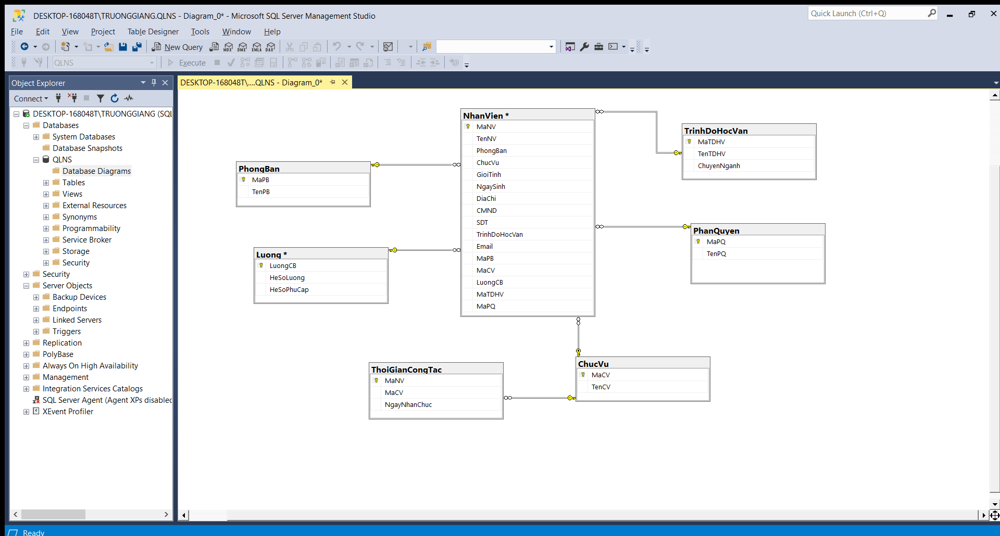 DESKTOP-168048T\TRUONGGIANG.QLNS - Diagram_0* - Microsoft SQL Server Management Studio
Quick Launch (Ctrl+Q)
File Edit View Project Table Designer Tools Window Help
New Query MDX DMX XMLA DAX
QLNS Execute
Object Explorer
DESKTOP-168048T\....QLNS - Diagram_0*
Connect
DESKTOP-168048T\TRUONGGIANG (SQL
Databases
System Databases
Database Snapshots
QLNS
Database Diagrams
Tables
Views
External Resources
Synonyms
Programmability
Service Broker
Storage
Security
Security
Server Objects
Backup Devices
Endpoints
Linked Servers
Triggers
Replication
PolyBase
Always On High Availability
Management
Integration Services Catalogs
SQL Server Agent (Agent XPs disabled
XEvent Profiler
PhongBan
MaPB
TenPB
Luong *
LuongCB
HeSoLuong
HeSoPhuCap
NhanVien *
MaNV
TenNV
PhongBan
ChucVu
GioiTinh
NgaySinh
DiaChi
CMND
SDT
TrinhDoHocVan
Email
MaPB
MaCV
LuongCB
MaTDHV
MaPQ
TrinhDoHocVan
MaTDHV
TenTDHV
ChuyenNganh
PhanQuyen
MaPQ
TenPQ
ThoiGianCongTac
MaNV
MaCV
NgayNhanChuc
ChucVu
MaCV
TenCV
Ready